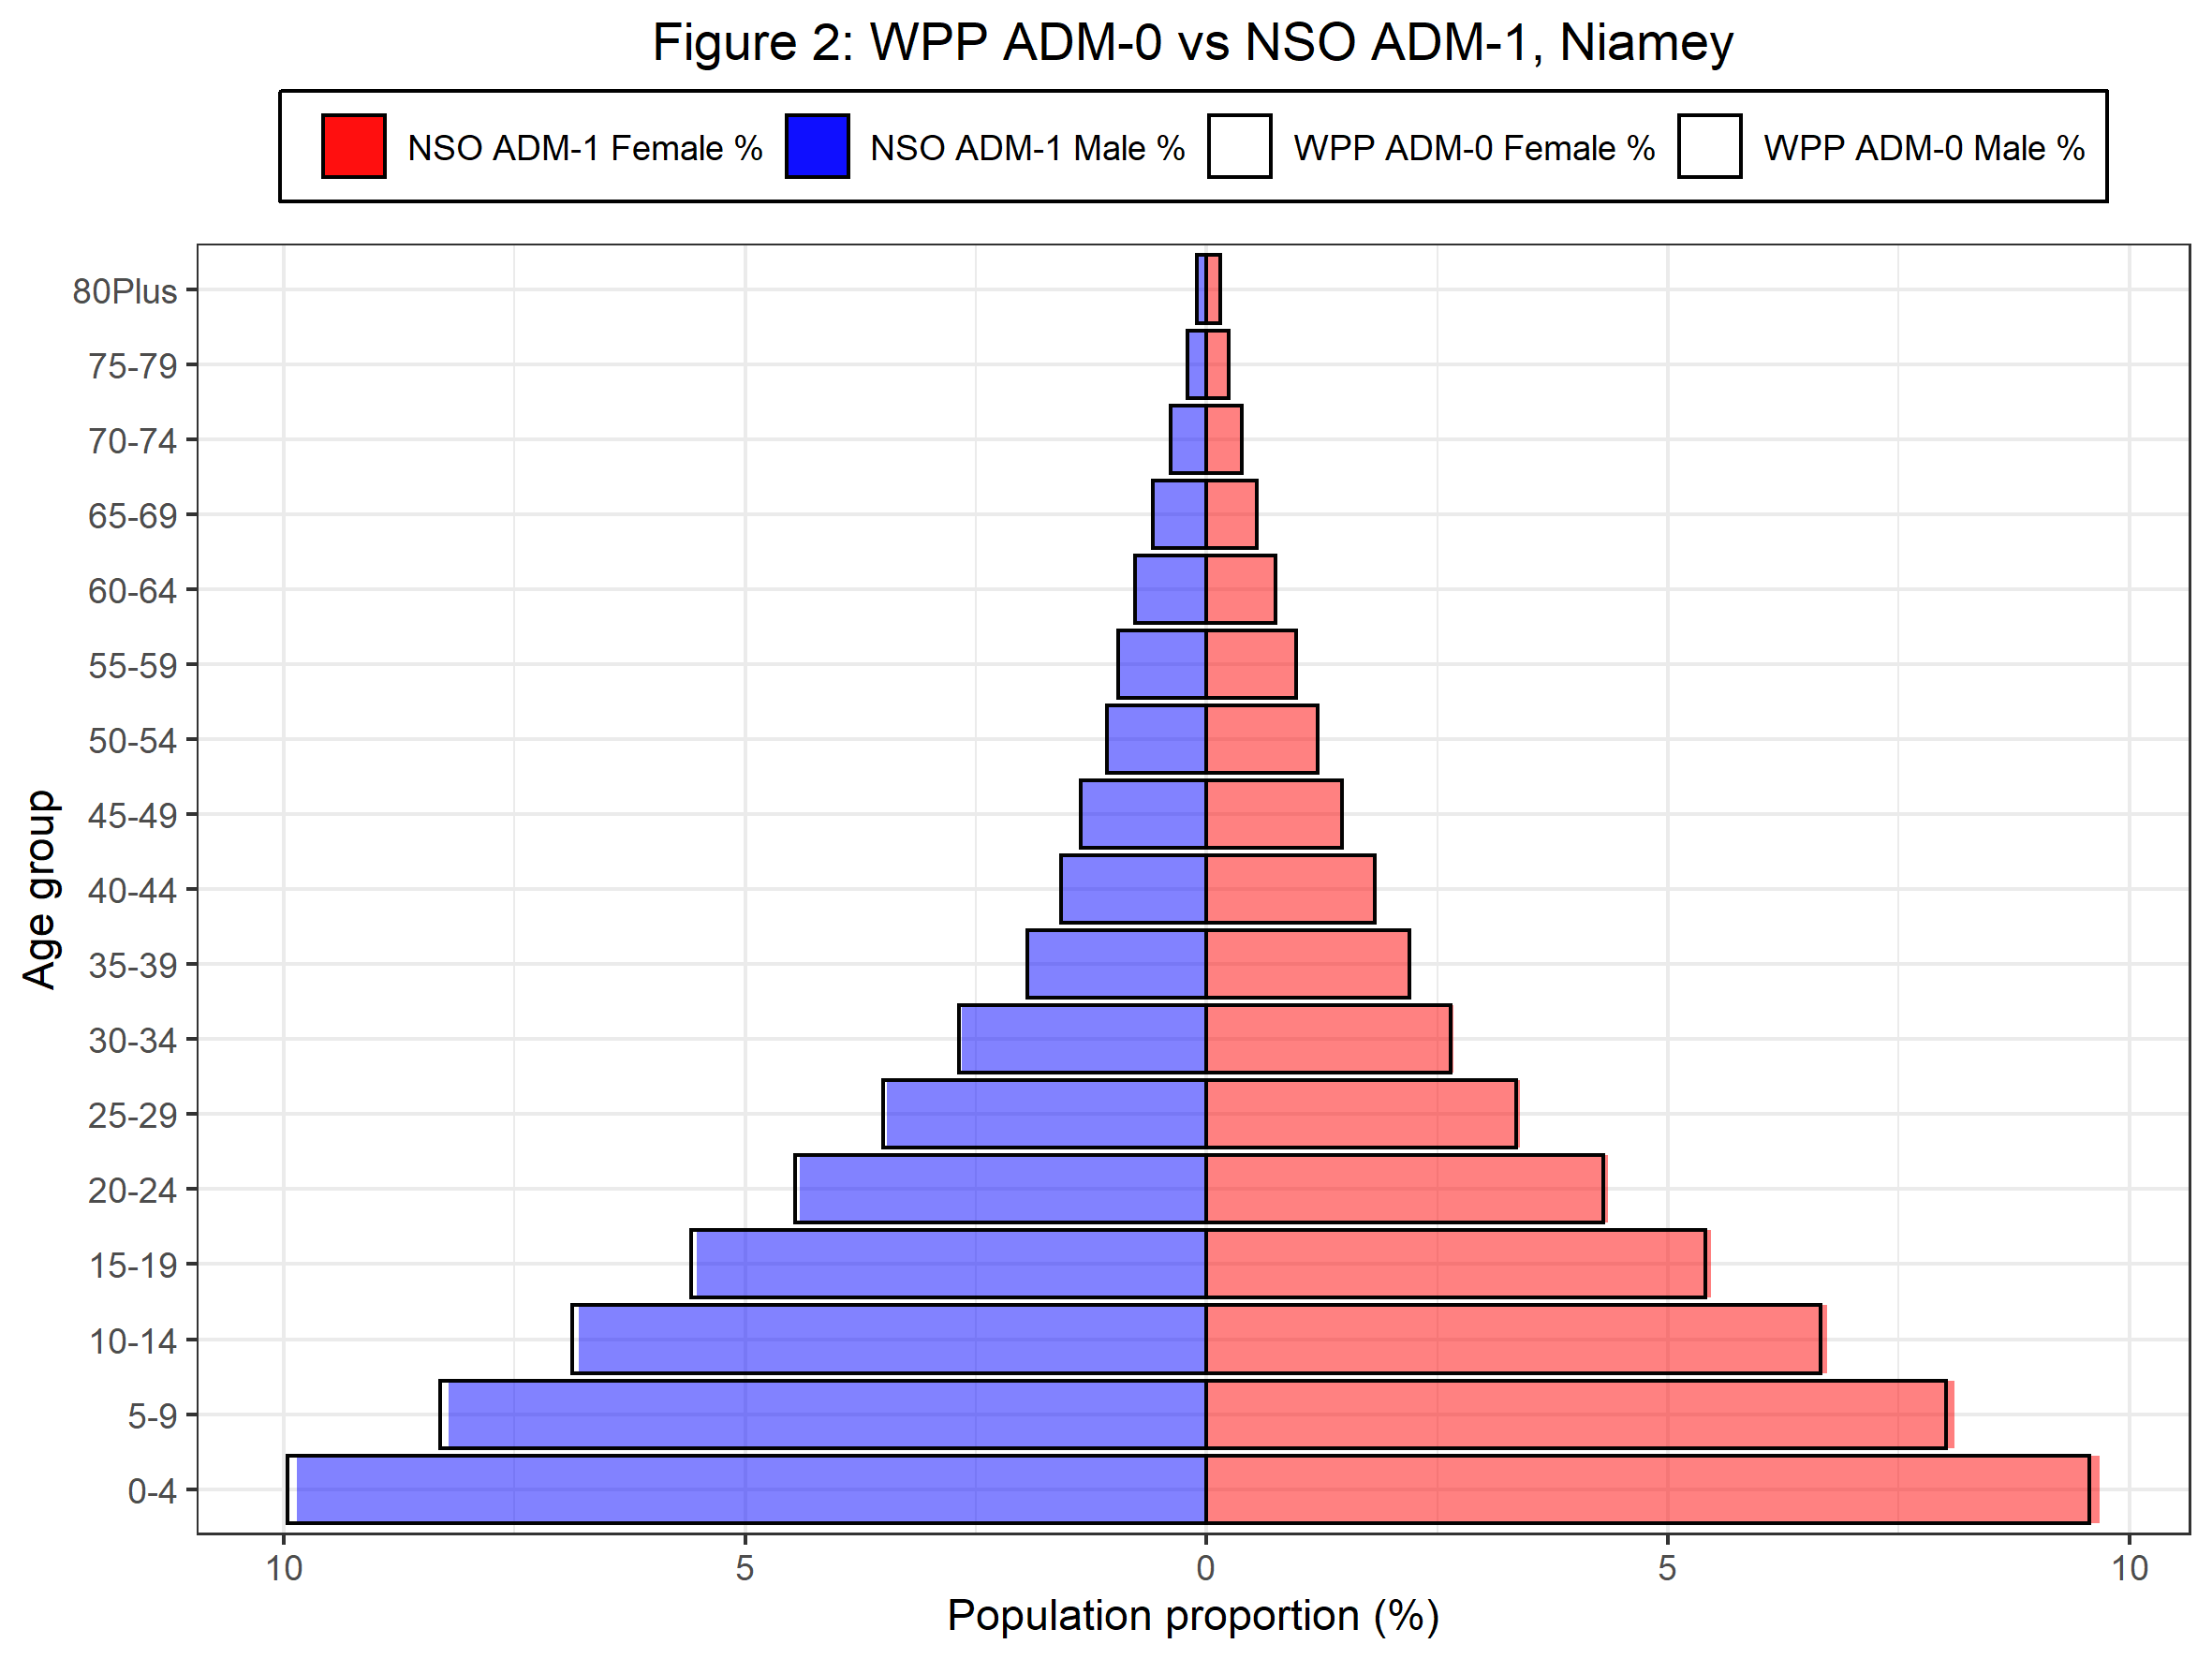 Figure 2: WPP ADM-0 vs NSO ADM-1, Niamey
NSO ADM-1 Female % NSO ADM-1 Male % WPP ADM-0 Female % WPP ADM-0 Male %
80Plus
75-79
70-74
65-69
60-64
55-59
50-54
45-49
40-44
35-39
30-34
25-29
20-24
15-19
10-14
5-9
0-4
Age group
10 5 0 5 10
Population proportion (%)